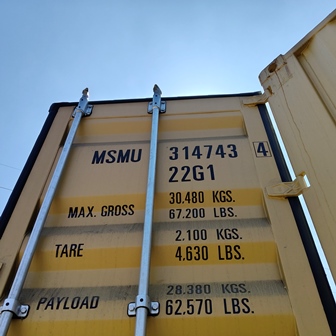 MSMU 314743 4
22G1
30.480 KGS.
MAX. GROSS 67.200 LBS.
2.100 KGS.
TARE 4.630 LBS.
28.380 KGS.
PAYLOAD 62.570 LBS.